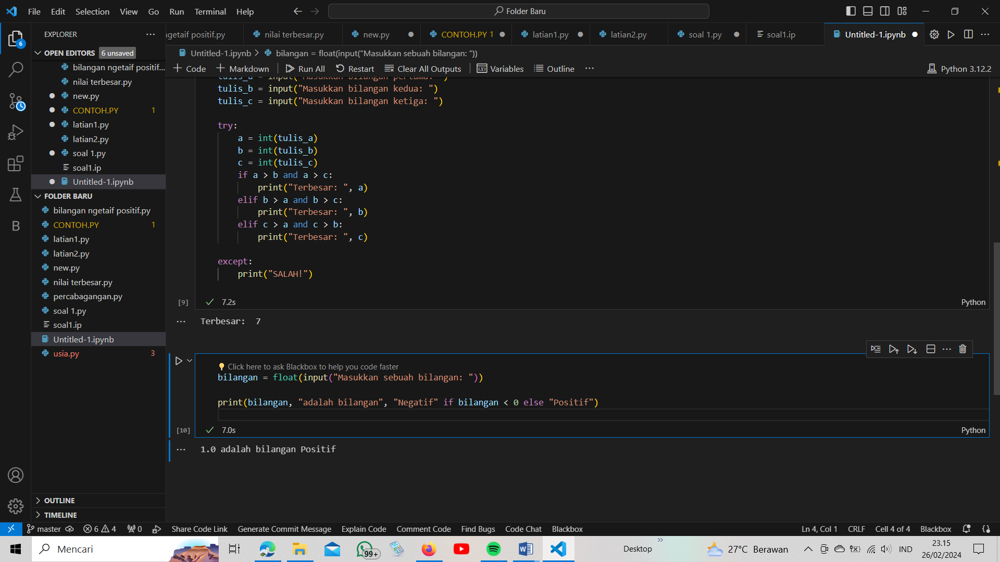 File Edit Selection View Go Run Terminal Help
Folder Baru
EXPLORER
OPEN EDITORS 6 unsaved
bilangan ngetaif positif...
nilai terbesar.py
new.py
CONTOH.PY 1
latian1.py
latian2.py
soal 1.py
soal1.ip
Untitled-1.ipynb
FOLDER BARU
bilangan ngetaif positif.py
CONTOH.PY 1
latian1.py
latian2.py
new.py
nilai terbesar.py
percabagangan.py
soal 1.py
soal1.ip
Untitled-1.ipynb
usia.py 3
OUTLINE
TIMELINE
6
B
ngetaif positif.py nilai terbesar.py new.py CONTOH.PY 1 latian1.py latian2.py soal 1.py soal1.ip Untitled-1.ipynb
Untitled-1.ipynb > bilangan = float(input("Masukkan sebuah bilangan: "))
+ Code + Markdown Run All Restart Clear All Outputs Variables Outline ... Python 3.12.2
tulis_a = input("Masukkan bilangan pertama: ")
tulis_b = input("Masukkan bilangan kedua: ")
tulis_c = input("Masukkan bilangan ketiga: ")
try:
a = int(tulis_a)
b = int(tulis_b)
c = int(tulis_c)
if a > b and a > c:
print("Terbesar: ", a)
elif b > a and b > c:
print("Terbesar: ", b)
elif c > a and c > b:
print("Terbesar: ", c)
except:
print("SALAH!")
[9] 7.2s Python
Terbesar:  7
Click here to ask Blackbox to help you code faster
bilangan = float(input("Masukkan sebuah bilangan: "))
print(bilangan, "adalah bilangan", "Negatif" if bilangan < 0 else "Positif")
[10] 7.0s Python
1.0 adalah bilangan Positif
master 6 4 0 Share Code Link Generate Commit Message Explain Code Comment Code Find Bugs Code Chat Blackbox Ln 4, Col 1 CRLF Cell 4 of 4 Blackbox
Mencari
99+
Desktop
27°C Berawan
IND
23.15
26/02/2024